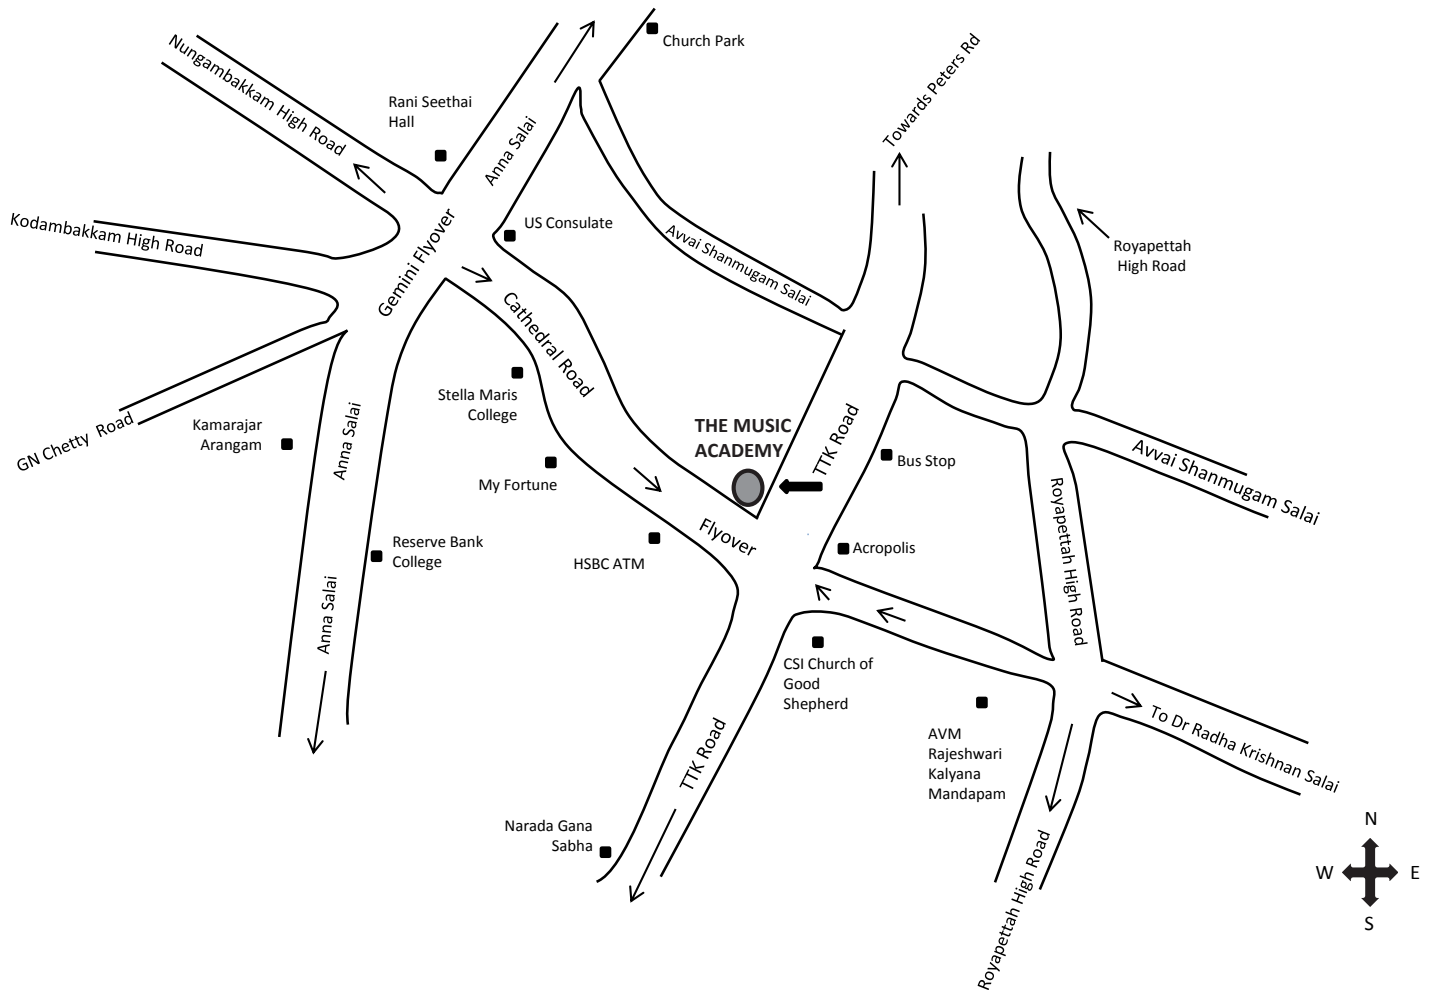 Church Park
Nungambakkam High Road
Towards Peters Rd
Rani Seethai
Hall
Anna Salai
Kodambakkam High Road
US Consulate
Gemini Flyover
Avvai Shanmugam Salai
Royapettah
High Road
Cathedral Road
Stella Maris
College
GN Chetty Road
Kamarajar
Arangam
Anna Salai
THE MUSIC
ACADEMY
TTK Road
Bus Stop
Avvai Shanmugam Salai
My Fortune
Flyover
Reserve Bank
College
HSBC ATM
Acropolis
Royapettah High Road
Anna Salai
CSI Church of
Good
Shepherd
AVM
Rajeshwari
Kalyana
Mandapam
To Dr Radha Krishnan Salai
TTK Road
Narada Gana
Sabha
Royapettah High Road
N
W
E
S